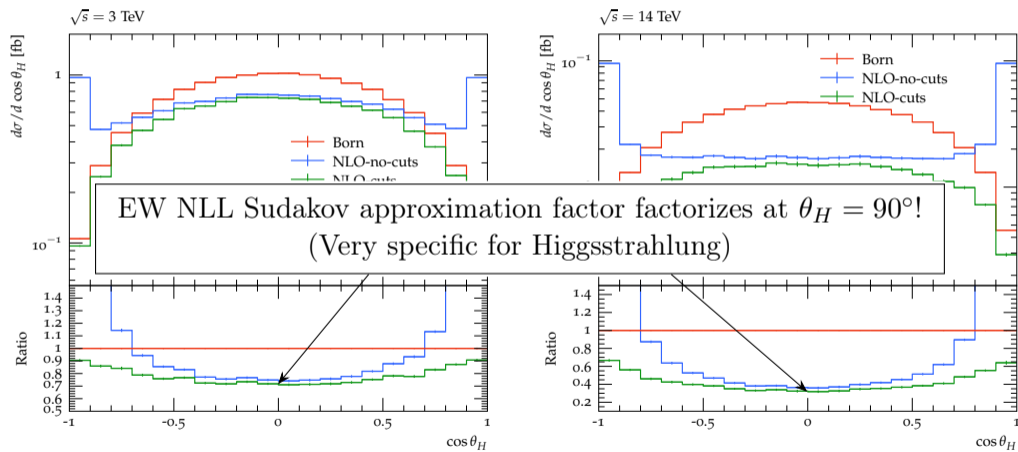 √s = 3 TeV
dσ/d cos θ_H [fb]
1
10⁻¹
Born
NLO-no-cuts
NLO-cuts
√s = 14 TeV
dσ/d cos θ_H [fb]
10⁻¹
Born
NLO-no-cuts
NLO-cuts
EW NLL Sudakov approximation factor factorizes at θ_H = 90°!
(Very specific for Higgsstrahlung)
Ratio
1.4
1.3
1.2
1.1
1
0.9
0.8
0.7
0.6
0.5
-1 -0.5 0 0.5 1
cos θ_H
Ratio
1.4
1.2
1
0.8
0.6
0.4
0.2
-1 -0.5 0 0.5 1
cos θ_H